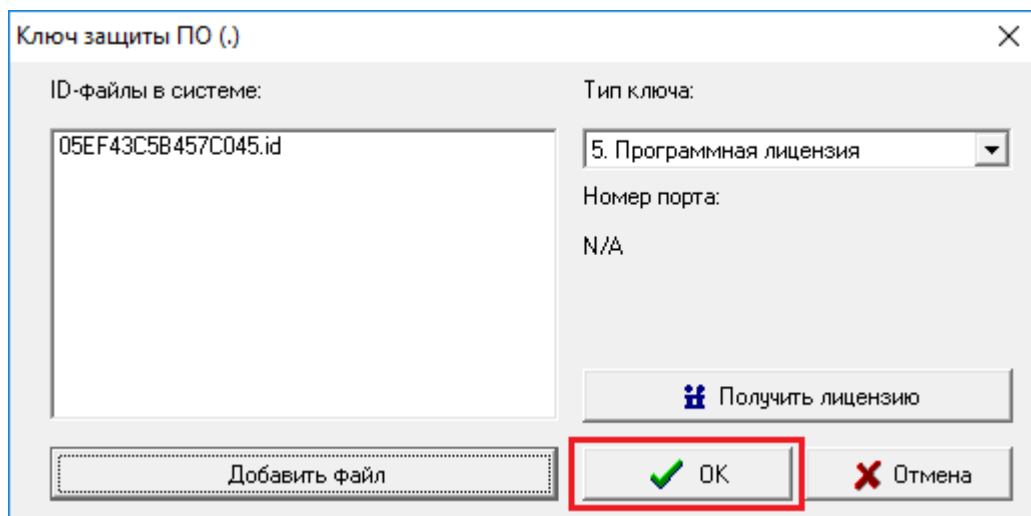 Ключ защиты ПО (.)
ID-файлы в системе:
05EF43C5B457C045.id
Тип ключа:
5. Программная лицензия
Номер порта:
N/A
Получить лицензию
Добавить файл
OK
Отмена